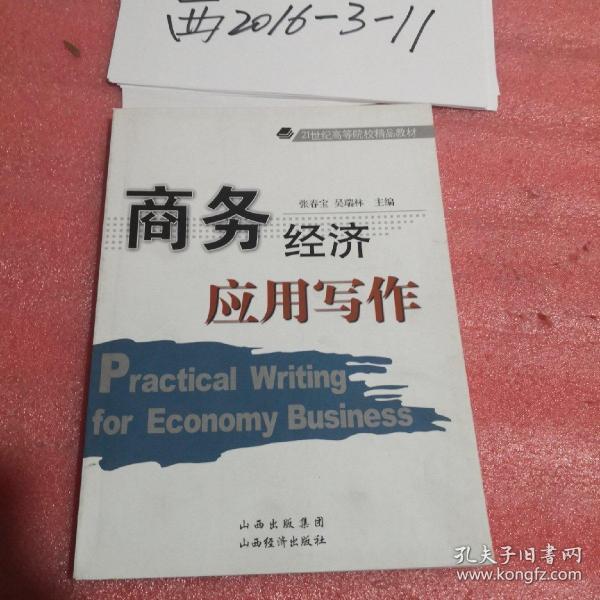 西2016-3-11
21世纪高等院校精品教材
张春宝 吴瑞林 主编
商务
经济
应用写作
Practical Writing
for Economy Business
山西出版集团
山西经济出版社
孔夫子旧书网
www.kongfz.com